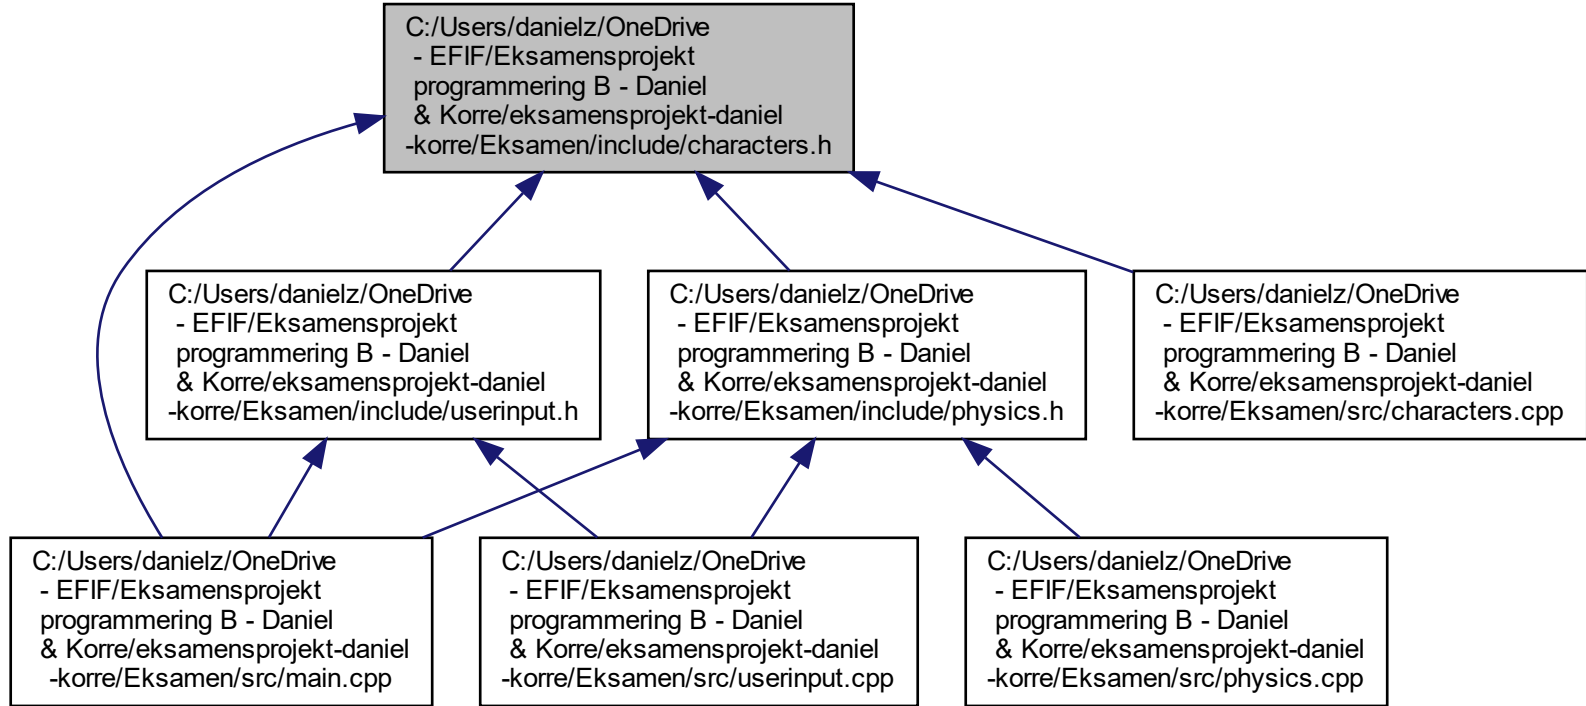 C:/Users/danielz/OneDrive
- EFIF/Eksamensprojekt
programmering B - Daniel
& Korre/eksamensprojekt-daniel
-korre/Eksamen/include/characters.h
C:/Users/danielz/OneDrive
- EFIF/Eksamensprojekt
programmering B - Daniel
& Korre/eksamensprojekt-daniel
-korre/Eksamen/include/userinput.h
C:/Users/danielz/OneDrive
- EFIF/Eksamensprojekt
programmering B - Daniel
& Korre/eksamensprojekt-daniel
-korre/Eksamen/include/physics.h
C:/Users/danielz/OneDrive
- EFIF/Eksamensprojekt
programmering B - Daniel
& Korre/eksamensprojekt-daniel
-korre/Eksamen/src/characters.cpp
C:/Users/danielz/OneDrive
- EFIF/Eksamensprojekt
programmering B - Daniel
& Korre/eksamensprojekt-daniel
-korre/Eksamen/src/main.cpp
C:/Users/danielz/OneDrive
- EFIF/Eksamensprojekt
programmering B - Daniel
& Korre/eksamensprojekt-daniel
-korre/Eksamen/src/userinput.cpp
C:/Users/danielz/OneDrive
- EFIF/Eksamensprojekt
programmering B - Daniel
& Korre/eksamensprojekt-daniel
-korre/Eksamen/src/physics.cpp